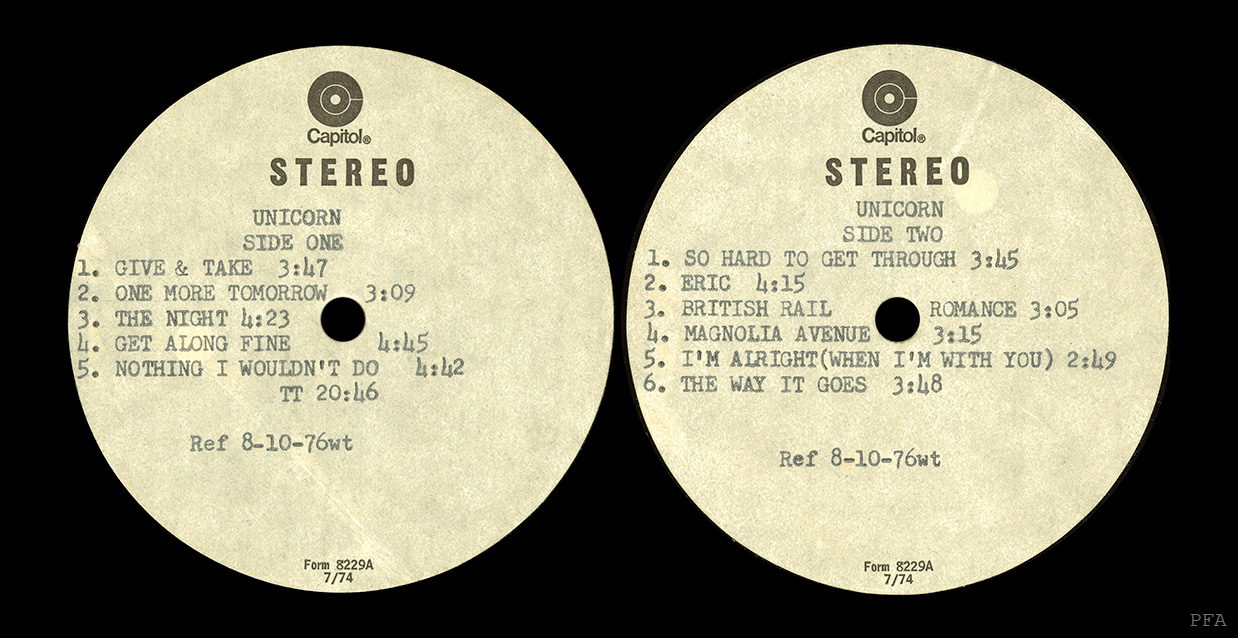 Capitol®
STEREO
UNICORN
SIDE ONE
1. GIVE & TAKE 3:47
2. ONE MORE TOMORROW 3:09
3. THE NIGHT 4:23
4. GET ALONG FINE 4:45
5. NOTHING I WOULDN'T DO 4:42
TT 20:46
Ref 8-10-76wt
Form 8229A
7/74
Capitol®
STEREO
UNICORN
SIDE TWO
1. SO HARD TO GET THROUGH 3:45
2. ERIC 4:15
3. BRITISH RAIL ROMANCE 3:05
4. MAGNOLIA AVENUE 3:15
5. I'M ALRIGHT(WHEN I'M WITH YOU) 2:49
6. THE WAY IT GOES 3:48
Ref 8-10-76wt
Form 8229A
7/74
PFA